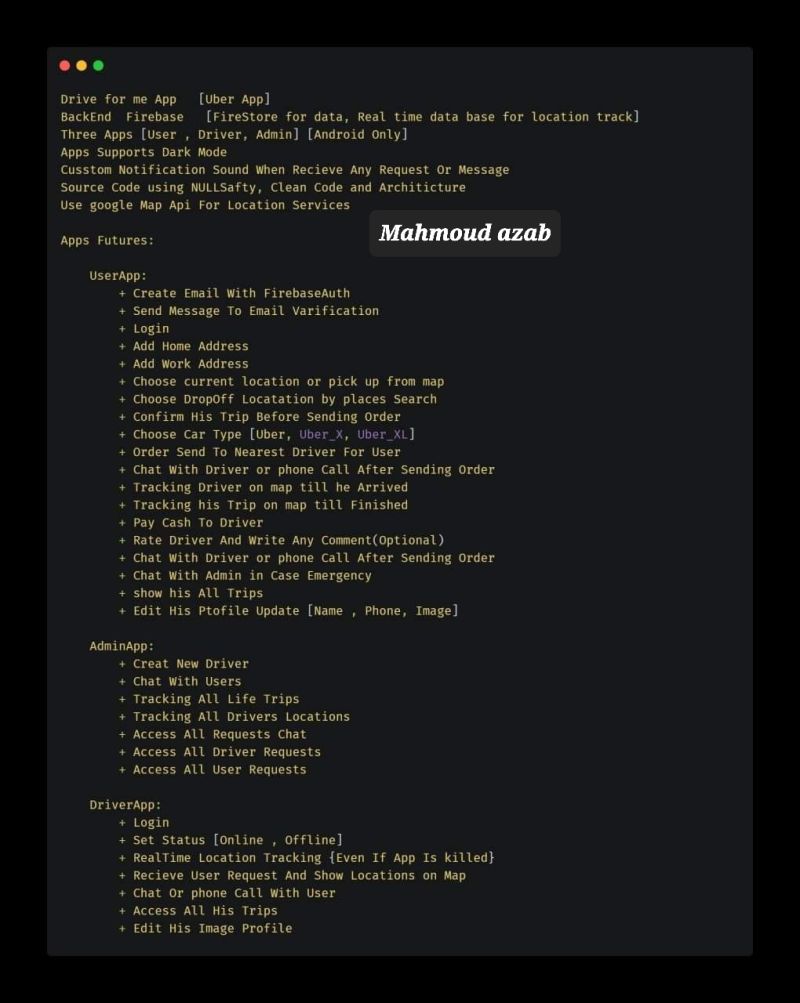 Drive for me App [Uber App]
BackEnd Firebase [FireStore for data, Real time data base for location track]
Three Apps [User , Driver, Admin] [Android Only]
Apps Supports Dark Mode
Cusstom Notification Sound When Recieve Any Request Or Message
Source Code using NULLSafty, Clean Code and Architicture
Use google Map Api For Location Services
Mahmoud azab
Apps Futures:
UserApp:
+ Create Email With FirebaseAuth
+ Send Message To Email Varification
+ Login
+ Add Home Address
+ Add Work Address
+ Choose current location or pick up from map
+ Choose DropOff Locatation by places Search
+ Confirm His Trip Before Sending Order
+ Choose Car Type [Uber, Uber_X, Uber_XL]
+ Order Send To Nearest Driver For User
+ Chat With Driver or phone Call After Sending Order
+ Tracking Driver on map till he Arrived
+ Tracking his Trip on map till Finished
+ Pay Cash To Driver
+ Rate Driver And Write Any Comment(Optional)
+ Chat With Driver or phone Call After Sending Order
+ Chat With Admin in Case Emergency
+ show his All Trips
+ Edit His Ptofile Update [Name , Phone, Image]
AdminApp:
+ Creat New Driver
+ Chat With Users
+ Tracking All Life Trips
+ Tracking All Drivers Locations
+ Access All Requests Chat
+ Access All Driver Requests
+ Access All User Requests
DriverApp:
+ Login
+ Set Status [Online , Offline]
+ RealTime Location Tracking {Even If App Is killed}
+ Recieve User Request And Show Locations on Map
+ Chat Or phone Call With User
+ Access All His Trips
+ Edit His Image Profile